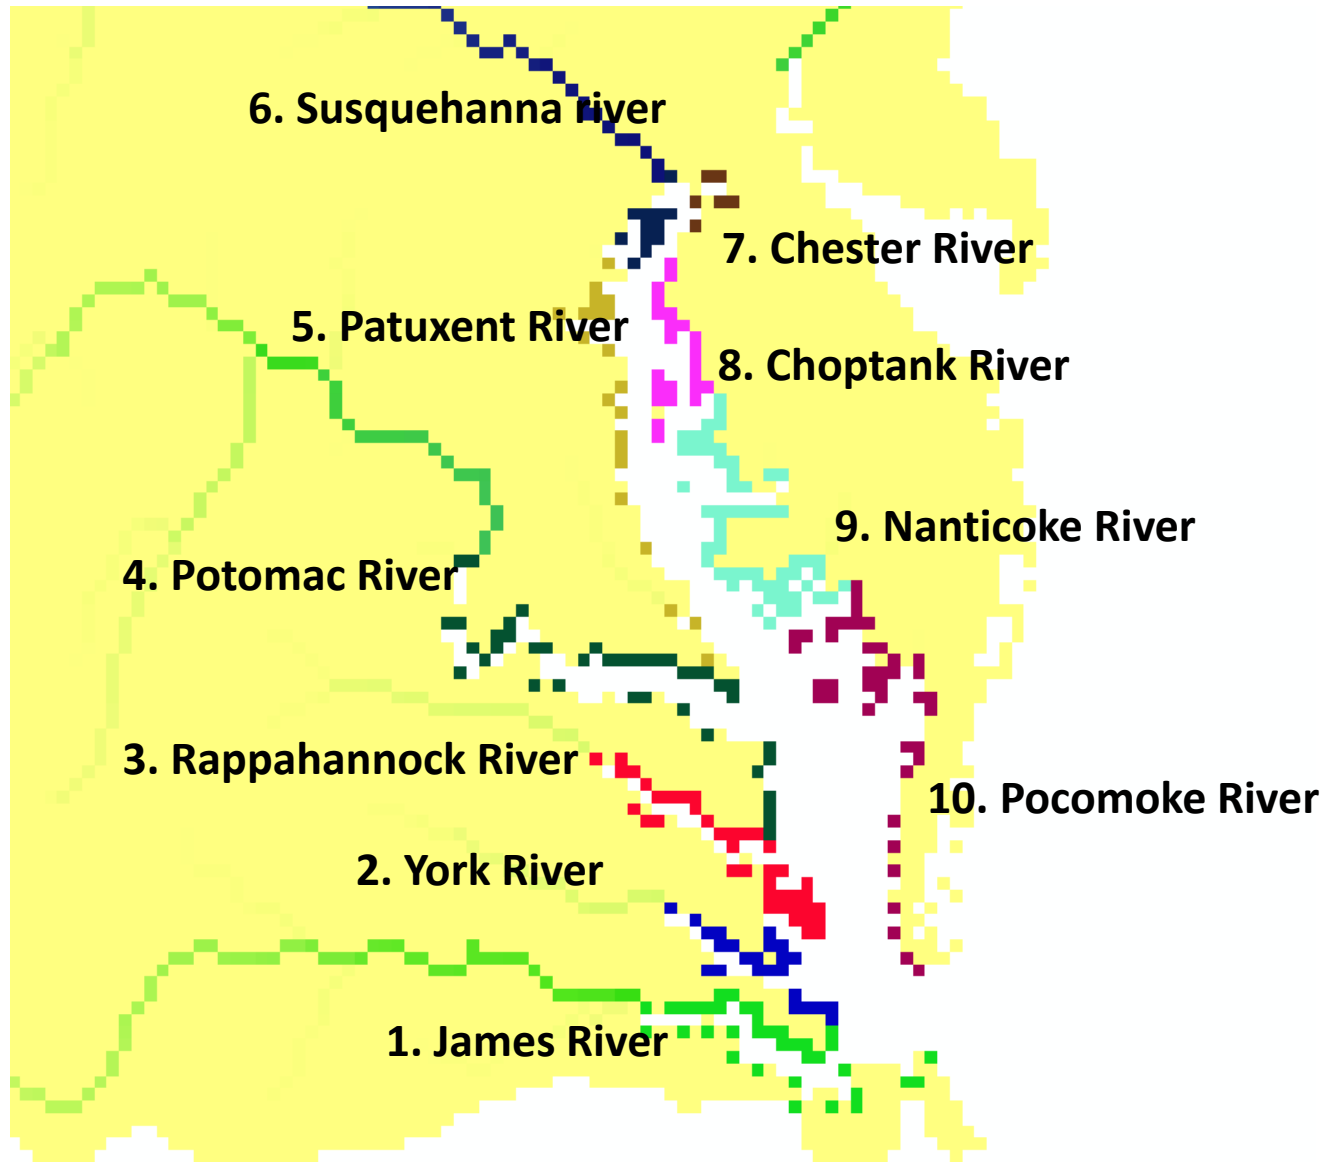 6. Susquehanna river
7. Chester River
5. Patuxent River
8. Choptank River
9. Nanticoke River
4. Potomac River
3. Rappahannock River
10. Pocomoke River
2. York River
1. James River